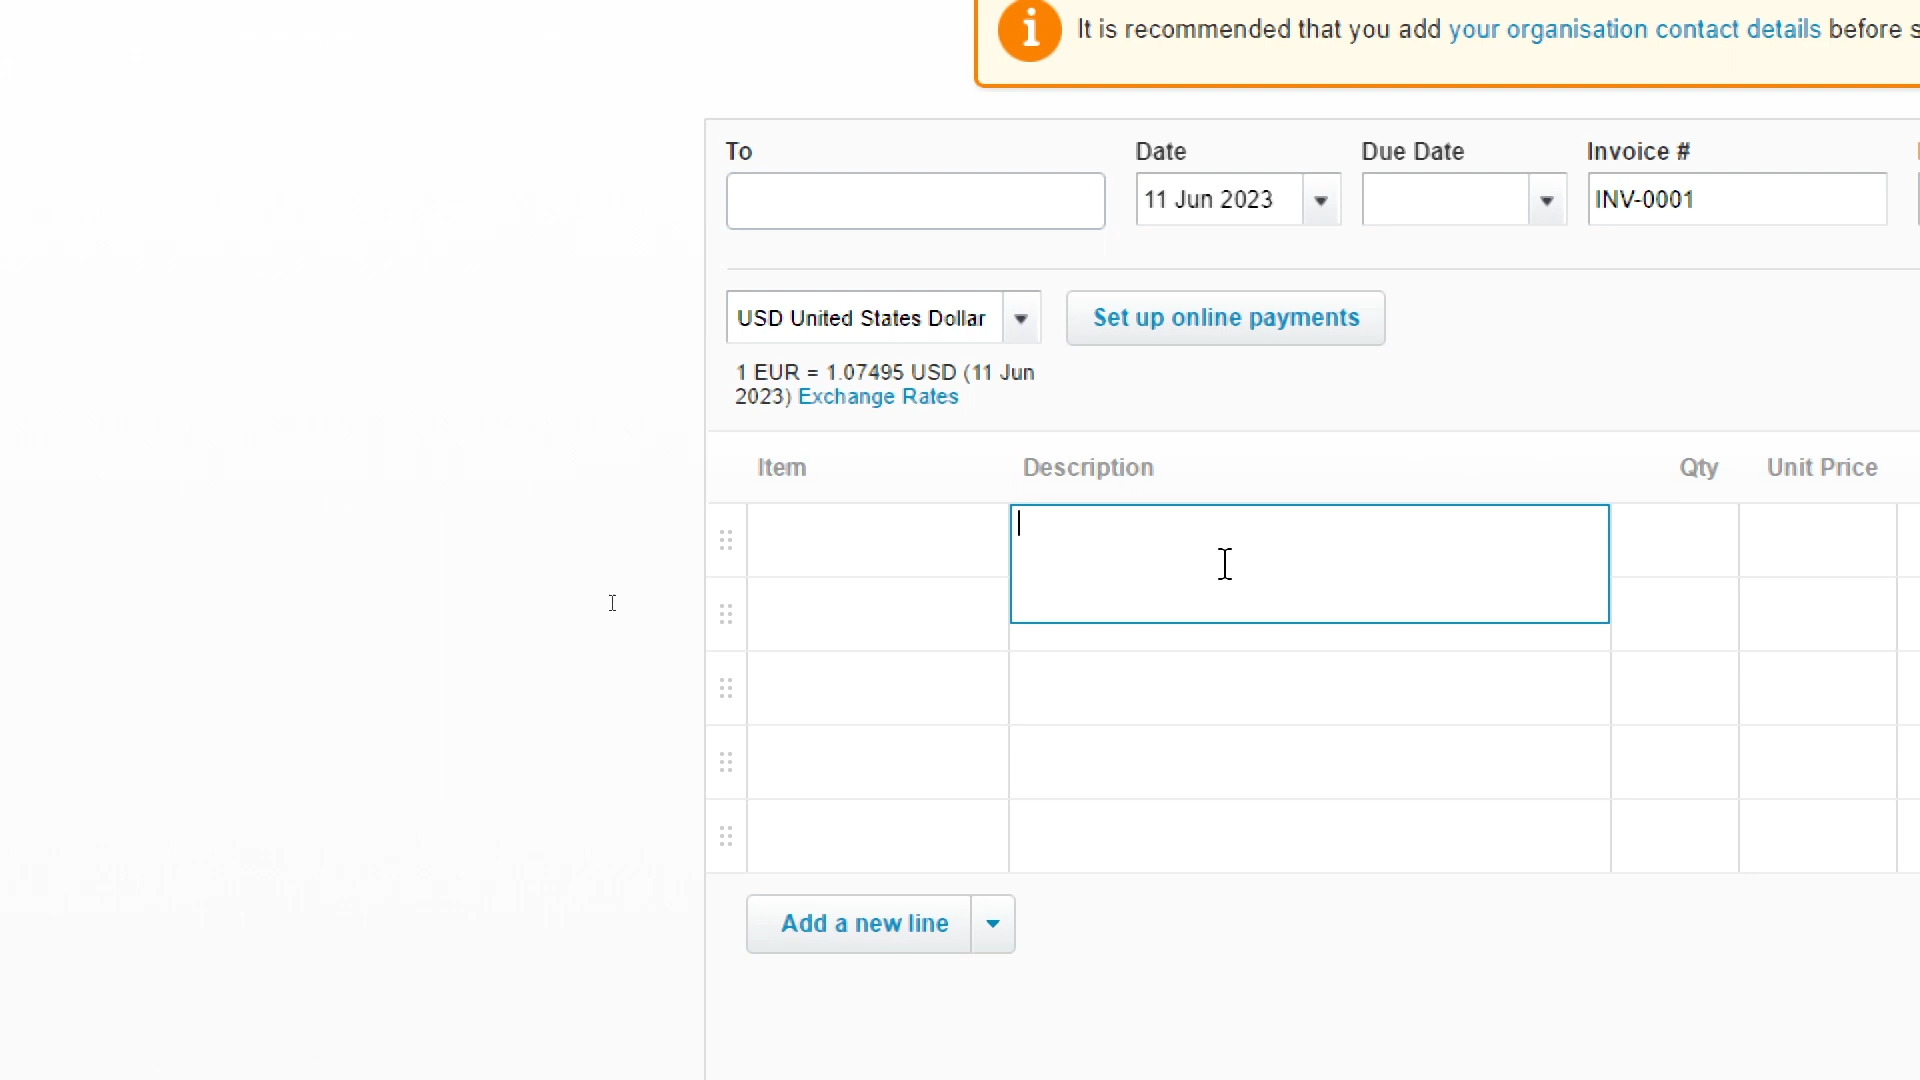 It is recommended that you add your organisation contact details before s
To
Date
Due Date
Invoice #
11 Jun 2023
INV-0001
USD United States Dollar
Set up online payments
1 EUR = 1.07495 USD (11 Jun
2023) Exchange Rates
Item
Description
Qty
Unit Price
Add a new line